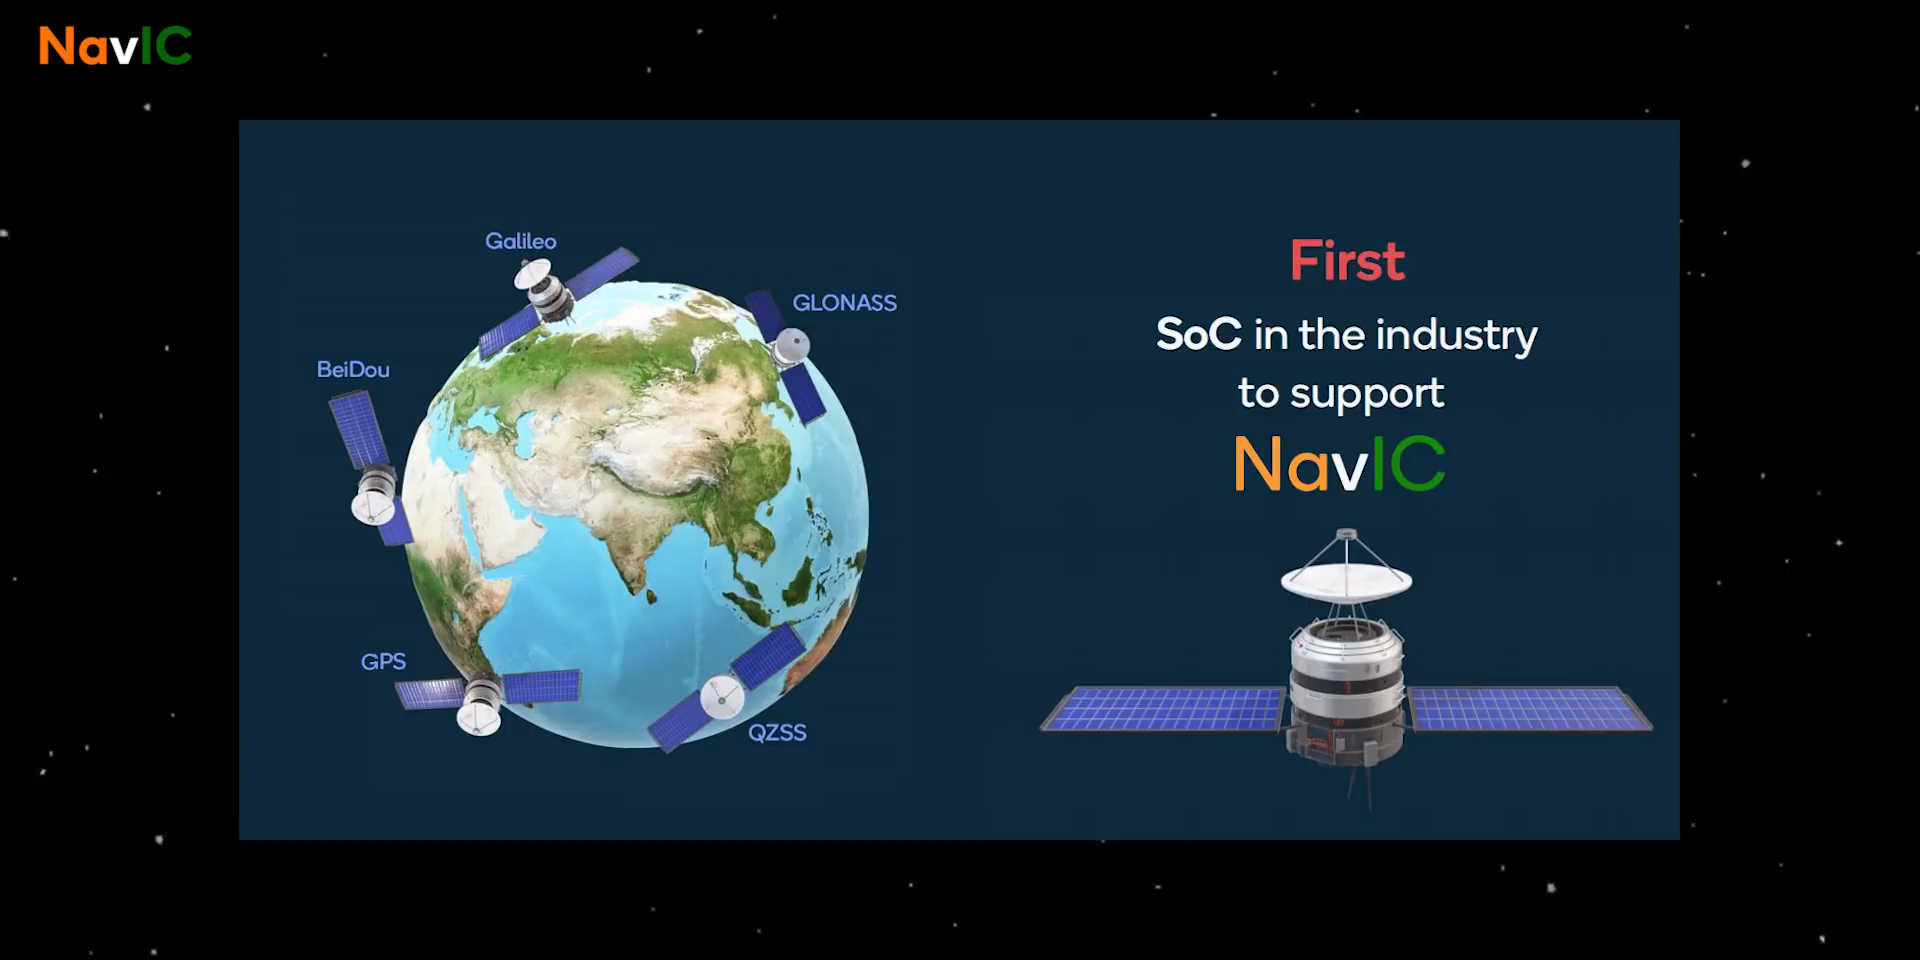 NavIC
Galileo
GLONASS
BeiDou
GPS
QZSS
First
SoC in the industry
to support
NavIC